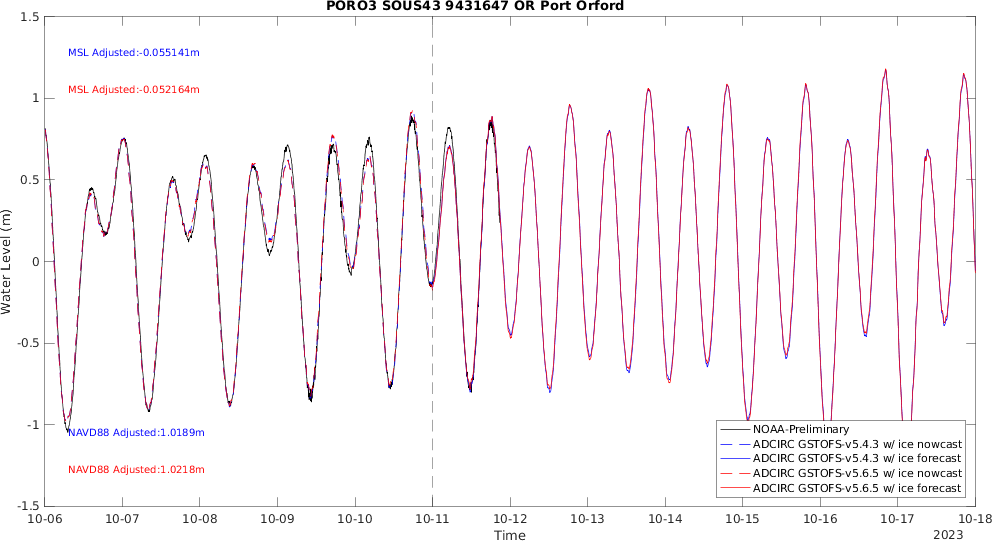 PORO3 SOUS43 9431647 OR Port Orford
1.5
1
0.5
0
-0.5
-1
-1.5
Water Level (m)
MSL Adjusted:-0.055141m
MSL Adjusted:-0.052164m
NAVD88 Adjusted:1.0189m
NAVD88 Adjusted:1.0218m
NOAA-Preliminary
ADCIRC GSTOFS-v5.4.3 w/ ice nowcast
ADCIRC GSTOFS-v5.4.3 w/ ice forecast
ADCIRC GSTOFS-v5.6.5 w/ ice nowcast
ADCIRC GSTOFS-v5.6.5 w/ ice forecast
10-06 10-07 10-08 10-09 10-10 10-11 10-12 10-13 10-14 10-15 10-16 10-17 10-18
Time
2023